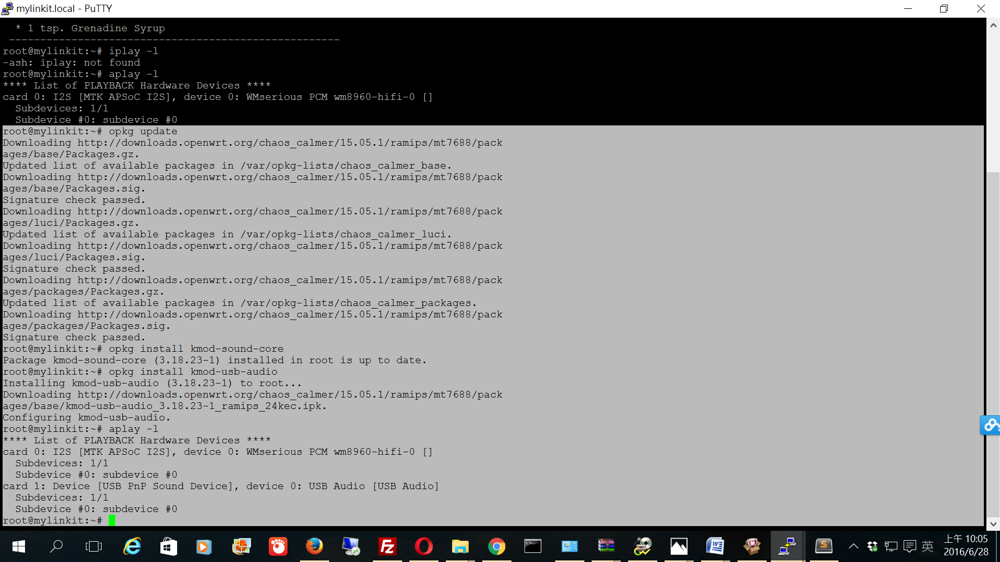 mylinkit.local - PuTTY
* 1 tsp. Grenadine Syrup
-----------------------------------------------------
root@mylinkit:~# iplay -l
-ash: iplay: not found
root@mylinkit:~# aplay -l
**** List of PLAYBACK Hardware Devices ****
card 0: I2S [MTK APSoC I2S], device 0: WMserious PCM wm8960-hifi-0 []
  Subdevices: 1/1
  Subdevice #0: subdevice #0
root@mylinkit:~# opkg update
Downloading http://downloads.openwrt.org/chaos_calmer/15.05.1/ramips/mt7688/pack
ages/base/Packages.gz.
Updated list of available packages in /var/opkg-lists/chaos_calmer_base.
Downloading http://downloads.openwrt.org/chaos_calmer/15.05.1/ramips/mt7688/pack
ages/base/Packages.sig.
Signature check passed.
Downloading http://downloads.openwrt.org/chaos_calmer/15.05.1/ramips/mt7688/pack
ages/luci/Packages.gz.
Updated list of available packages in /var/opkg-lists/chaos_calmer_luci.
Downloading http://downloads.openwrt.org/chaos_calmer/15.05.1/ramips/mt7688/pack
ages/luci/Packages.sig.
Signature check passed.
Downloading http://downloads.openwrt.org/chaos_calmer/15.05.1/ramips/mt7688/pack
ages/packages/Packages.gz.
Updated list of available packages in /var/opkg-lists/chaos_calmer_packages.
Downloading http://downloads.openwrt.org/chaos_calmer/15.05.1/ramips/mt7688/pack
ages/packages/Packages.sig.
Signature check passed.
root@mylinkit:~# opkg install kmod-sound-core
Package kmod-sound-core (3.18.23-1) installed in root is up to date.
root@mylinkit:~# opkg install kmod-usb-audio
Installing kmod-usb-audio (3.18.23-1) to root...
Downloading http://downloads.openwrt.org/chaos_calmer/15.05.1/ramips/mt7688/pack
ages/base/kmod-usb-audio_3.18.23-1_ramips_24kec.ipk.
Configuring kmod-usb-audio.
root@mylinkit:~# aplay -l
**** List of PLAYBACK Hardware Devices ****
card 0: I2S [MTK APSoC I2S], device 0: WMserious PCM wm8960-hifi-0 []
  Subdevices: 1/1
  Subdevice #0: subdevice #0
card 1: Device [USB PnP Sound Device], device 0: USB Audio [USB Audio]
  Subdevices: 1/1
  Subdevice #0: subdevice #0
root@mylinkit:~#
英
上午 10:05
2016/6/28